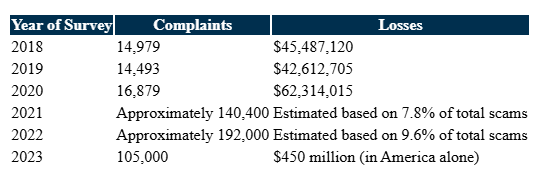 Year of Survey Complaints Losses
2018 14,979 $45,487,120
2019 14,493 $42,612,705
2020 16,879 $62,314,015
2021 Approximately 140,400 Estimated based on 7.8% of total scams
2022 Approximately 192,000 Estimated based on 9.6% of total scams
2023 105,000 $450 million (in America alone)